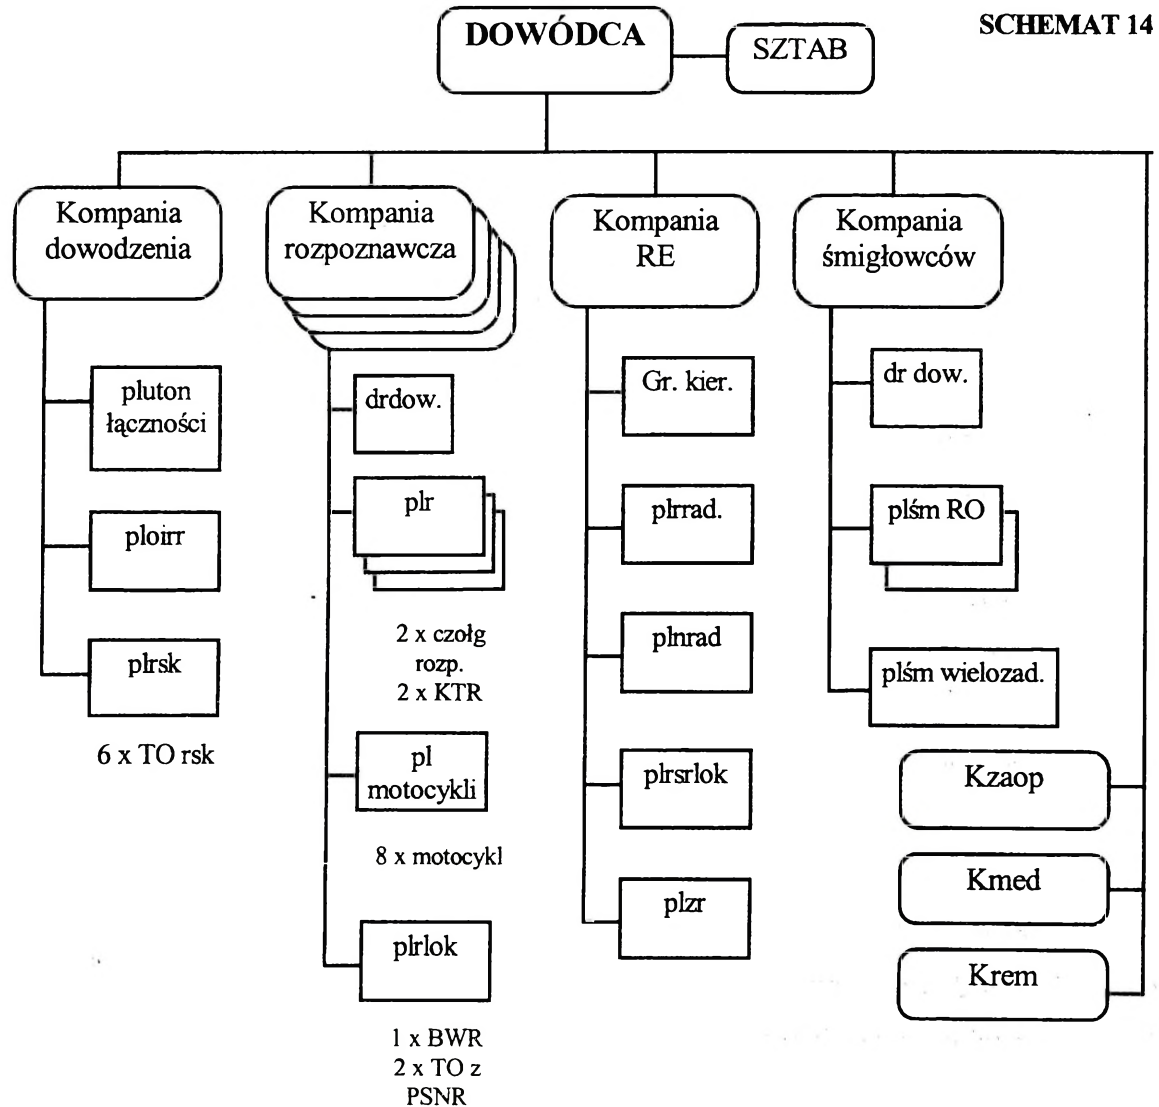 SCHEMAT 14
DOWÓDCA
SZTAB
Kompania
dowodzenia
Kompania
rozpoznawcza
Kompania
RE
Kompania
śmigłowców
pluton
łączności
ploirr
plrsk
6 x TO rsk
drdow.
plr
2 x czołg
rozp.
2 x KTR
pl
motocykli
8 x motocykl
plrlok
1 x BWR
2 x TO z
PSNR
Gr. kier.
plrrad.
plnrad
plrsrlok
plzr
dr dow.
plśm RO
plśm wielozad.
Kzaop
Kmed
Krem